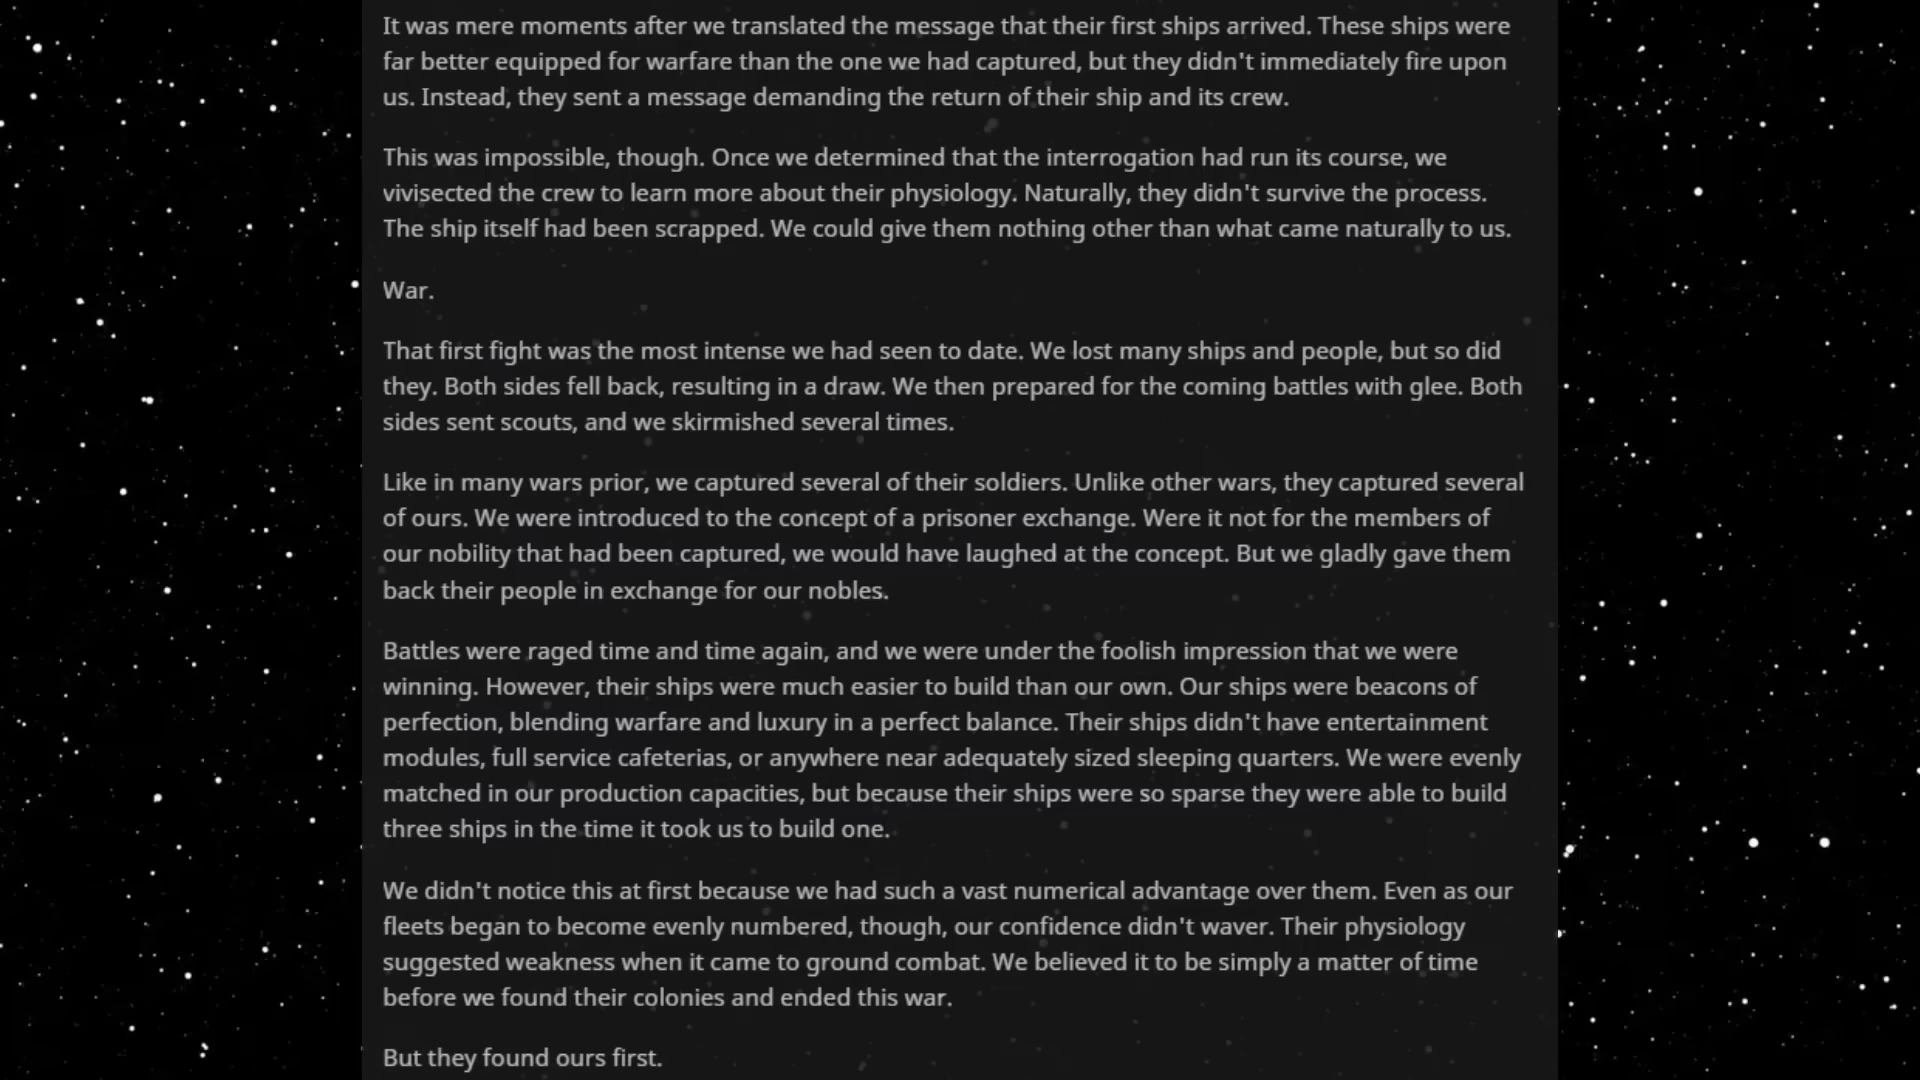 It was mere moments after we translated the message that their first ships arrived. These ships were
far better equipped for warfare than the one we had captured, but they didn't immediately fire upon
us. Instead, they sent a message demanding the return of their ship and its crew.
This was impossible, though. Once we determined that the interrogation had run its course, we
vivisected the crew to learn more about their physiology. Naturally, they didn't survive the process.
The ship itself had been scrapped. We could give them nothing other than what came naturally to us.
War.
That first fight was the most intense we had seen to date. We lost many ships and people, but so did
they. Both sides fell back, resulting in a draw. We then prepared for the coming battles with glee. Both
sides sent scouts, and we skirmished several times.
Like in many wars prior, we captured several of their soldiers. Unlike other wars, they captured several
of ours. We were introduced to the concept of a prisoner exchange. Were it not for the members of
our nobility that had been captured, we would have laughed at the concept. But we gladly gave them
back their people in exchange for our nobles.
Battles were raged time and time again, and we were under the foolish impression that we were
winning. However, their ships were much easier to build than our own. Our ships were beacons of
perfection, blending warfare and luxury in a perfect balance. Their ships didn't have entertainment
modules, full service cafeterias, or anywhere near adequately sized sleeping quarters. We were evenly
matched in our production capacities, but because their ships were so sparse they were able to build
three ships in the time it took us to build one.
We didn't notice this at first because we had such a vast numerical advantage over them. Even as our
fleets began to become evenly numbered, though, our confidence didn't waver. Their physiology
suggested weakness when it came to ground combat. We believed it to be simply a matter of time
before we found their colonies and ended this war.
But they found ours first.